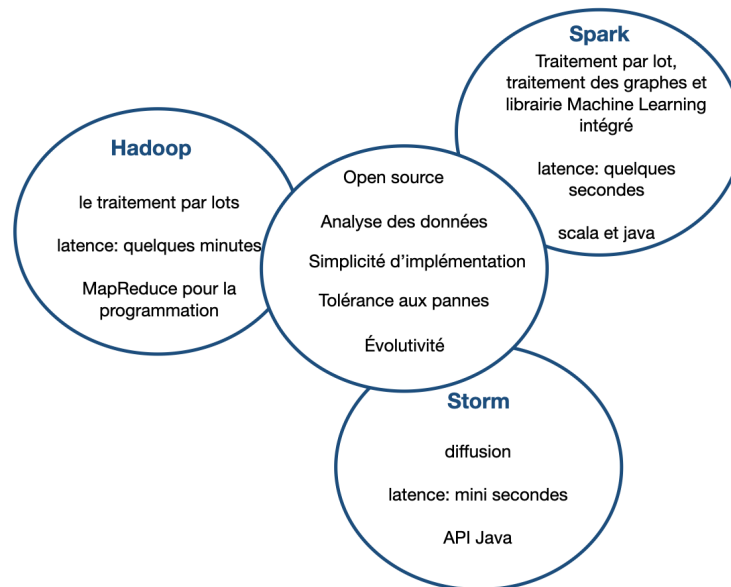 Spark
Traitement par lot,
traitement des graphes et
librairie Machine Learning
intégré
latence: quelques
secondes
scala et java
Hadoop
le traitement par lots
latence: quelques minutes
MapReduce pour la
programmation
Open source
Analyse des données
Simplicité d’implémentation
Tolérance aux pannes
Évolutivité
Storm
diffusion
latence: mini secondes
API Java